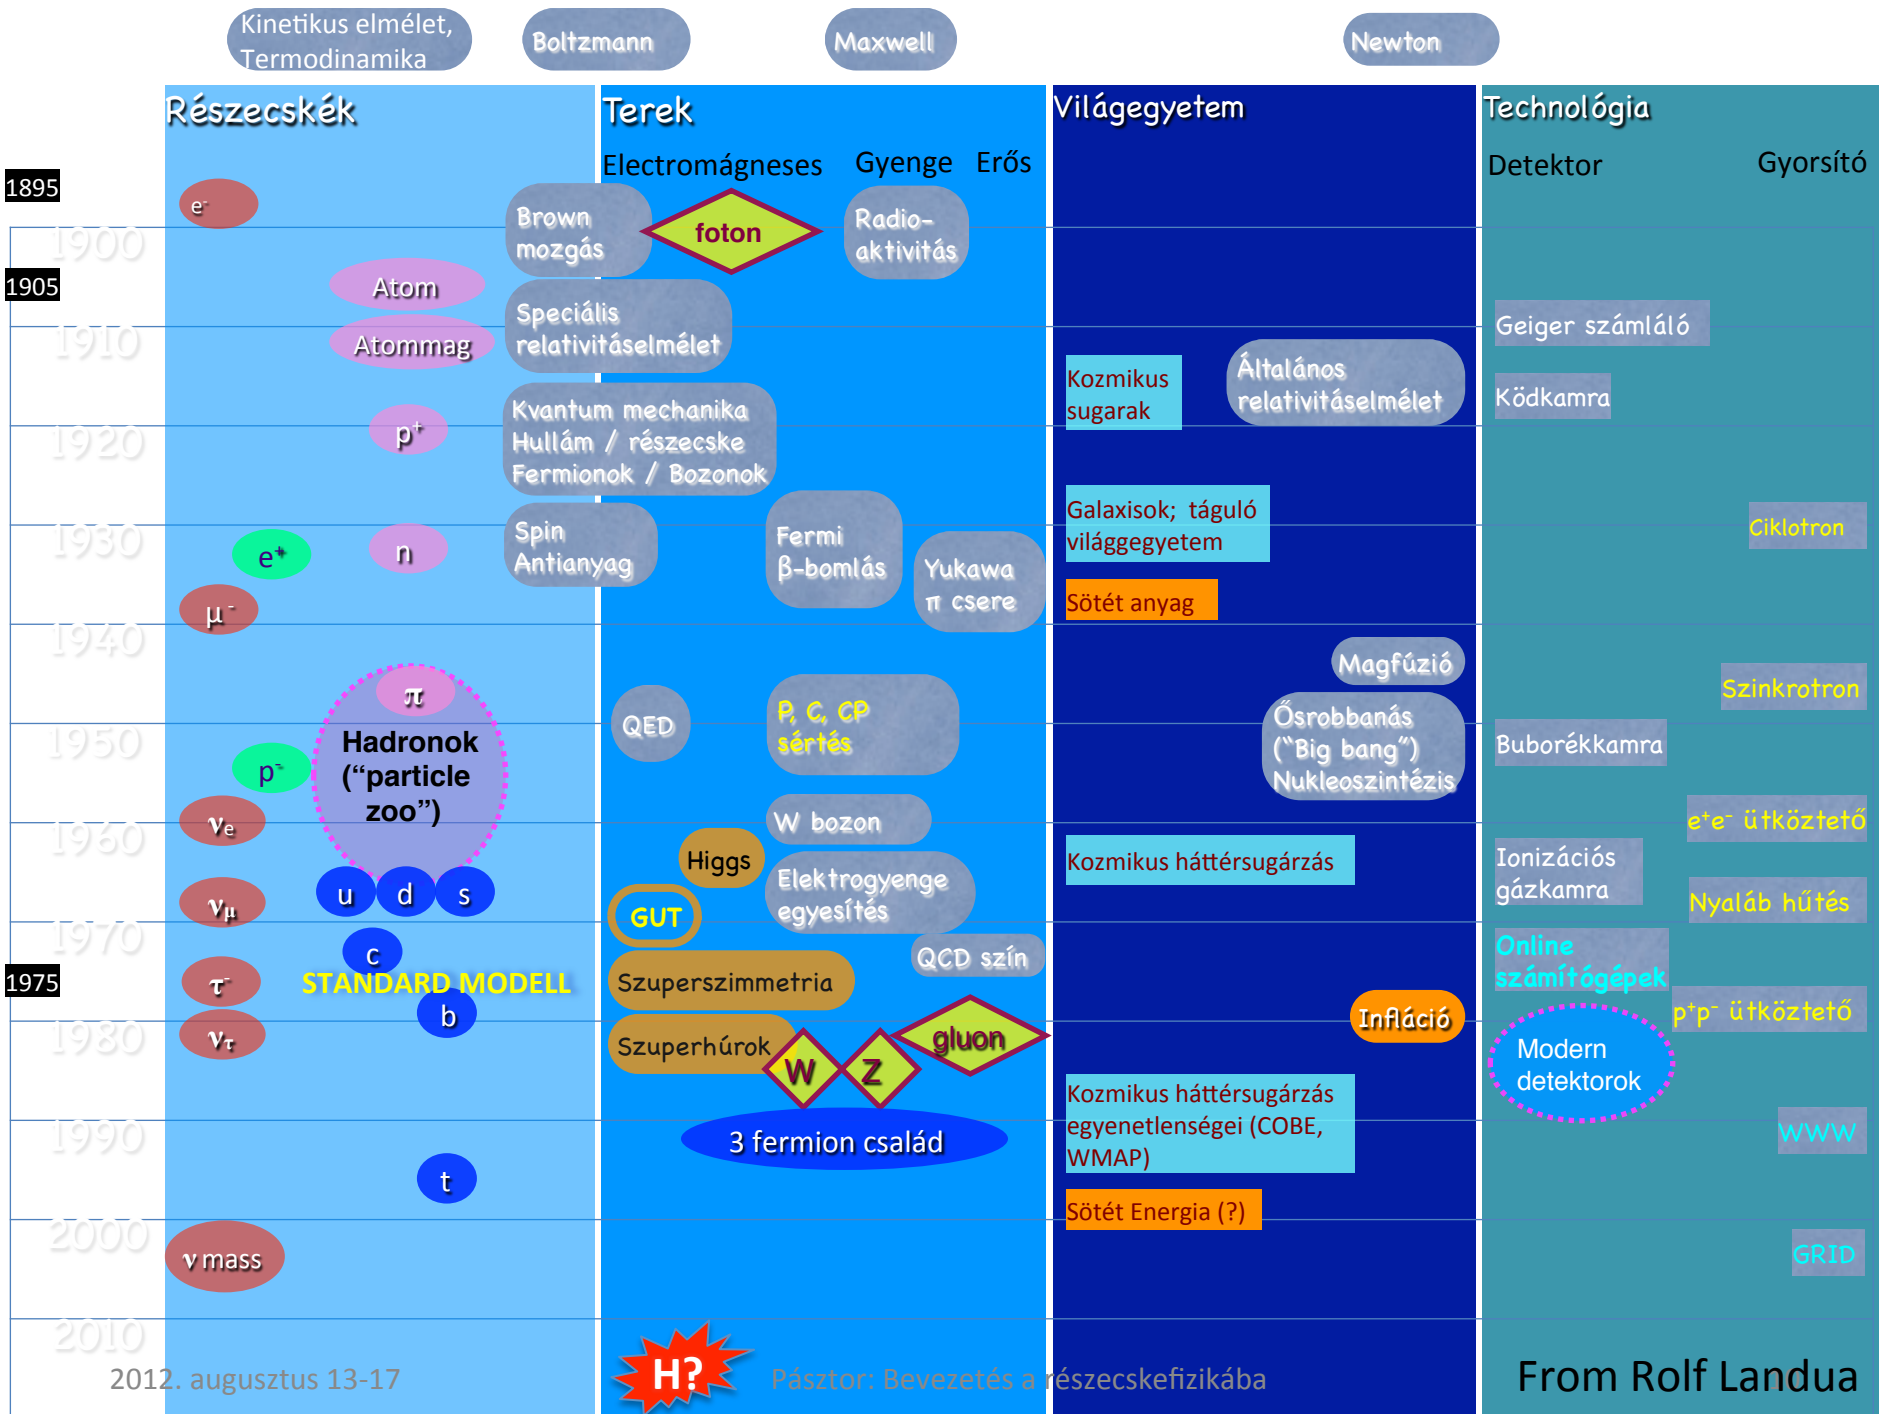 Kinetikus elmélet,
Termodinamika
Boltzmann
Maxwell
Newton
Részecskék
Terek
Világegyetem
Technológia
Electromágneses
Gyenge
Erős
Detektor
Gyorsító
1895
e-
Brown
mozgás
foton
Radio-
aktivitás
1900
1905
Atom
Speciális
relativitáselmélet
Geiger számláló
1910
Atommag
Kozmikus
sugarak
Általános
relativitáselmélet
Ködkamra
p+
Kvantum mechanika
Hullám / részecske
Fermionok / Bozonok
1920
Galaxisok; táguló
világgegyetem
Ciklotron
1930
e+
n
Spin
Antianyag
Fermi
β-bomlás
Yukawa
π csere
Sötét anyag
μ-
1940
Magfúzió
π
Szinkrotron
Hadronok
(“particle
zoo”)
QED
P, C, CP
sértés
Ősrobbanás
(“Big bang”)
Nukleoszintézis
Buborékkamra
1950
p-
νe
W bozon
e+e- ütköztető
1960
Higgs
Elektrogyenge
egyesítés
Kozmikus háttérsugárzás
Ionizációs
gázkamra
u
d
s
νμ
GUT
Nyaláb hűtés
1970
c
QCD szín
Online
számítógépek
1975
τ-
STANDARD MODELL
Szuperszimmetria
b
Infláció
p+p- ütköztető
1980
ντ
Szuperhúrok
W
Z
gluon
Modern
detektorok
Kozmikus háttérsugárzás
egyenetlenségei (COBE,
WMAP)
1990
3 fermion család
WWW
t
Sötét Energia (?)
2000
ν mass
GRID
2010
H?
2012. augusztus 13-17
Pásztor: Bevezetés a részecskefizikába
From Rolf Landua